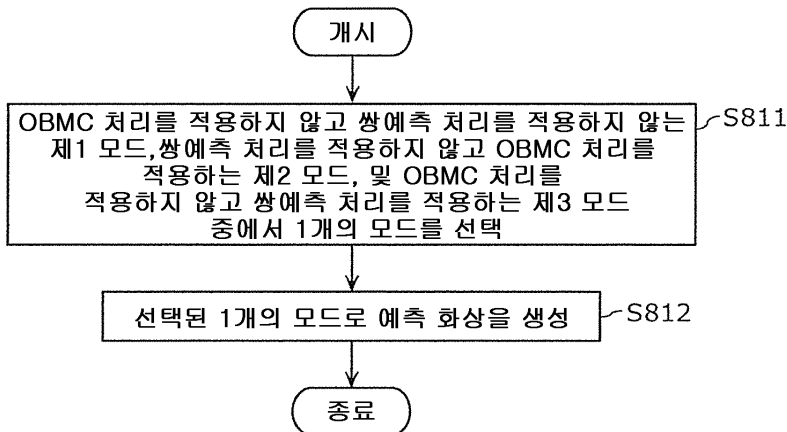 개시
OBMC 처리를 적용하지 않고 쌍예측 처리를 적용하지 않는
제1 모드,쌍예측 처리를 적용하지 않고 OBMC 처리를
적용하는 제2 모드, 및 OBMC 처리를
적용하지 않고 쌍예측 처리를 적용하는 제3 모드
중에서 1개의 모드를 선택
S811
선택된 1개의 모드로 예측 화상을 생성
S812
종료